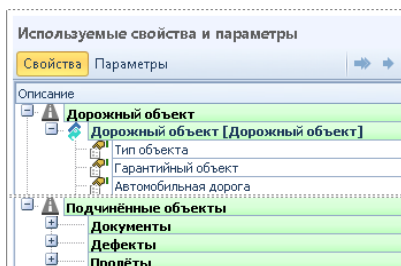 Используемые свойства и параметры
Свойства Параметры
Описание
Дорожный объект
Дорожный объект [Дорожный объект]
Тип объекта
Гарантийный объект
Автомобильная дорога
Подчинённые объекты
Документы
Дефекты
Пролёты